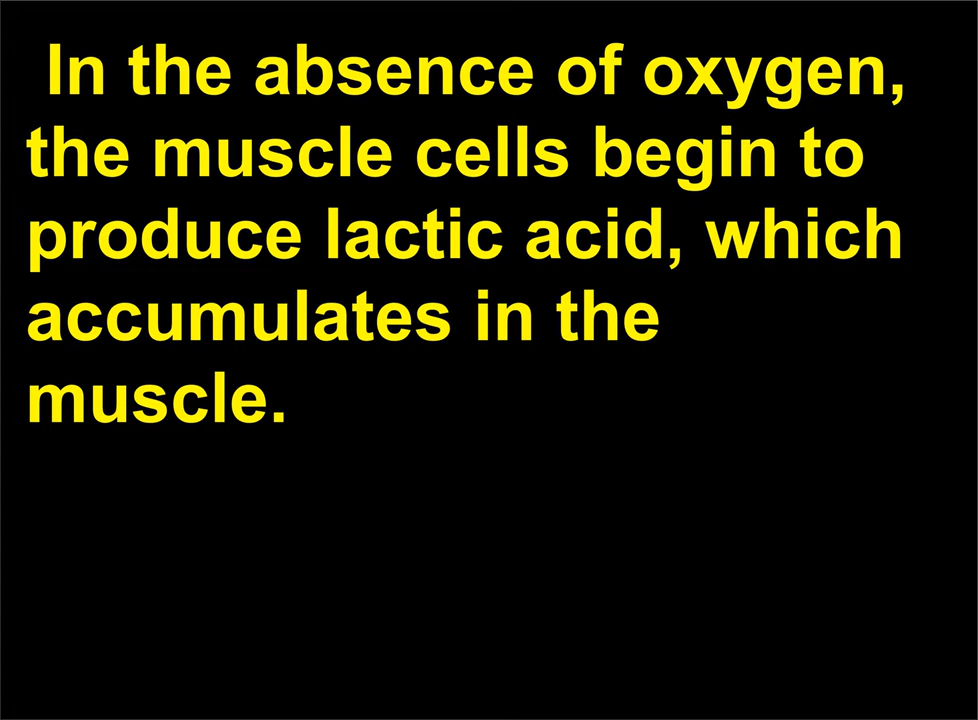 In the absence of oxygen,
the muscle cells begin to
produce lactic acid, which
accumulates in the
muscle.